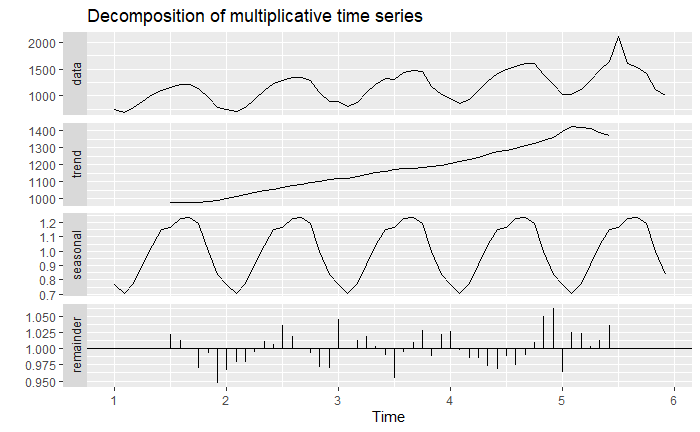 Decomposition of multiplicative time series
2000
1500
1000
data
1400
1300
1200
1100
1000
trend
1.2
1.1
1.0
0.9
0.8
0.7
seasonal
1.050
1.025
1.000
0.975
0.950
remainder
1 2 3 4 5 6
Time